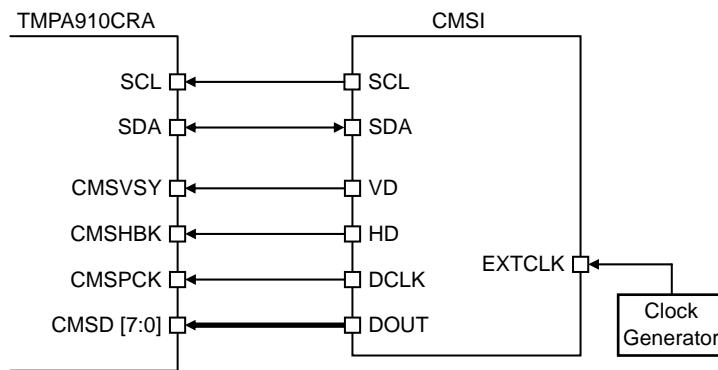 TMPA910CRA
CMSI
SCL
SCL
SDA
SDA
CMSVSY
VD
CMSHBK
HD
EXTCLK
CMSPCK
DCLK
CMSD [7:0]
DOUT
Clock
Generator